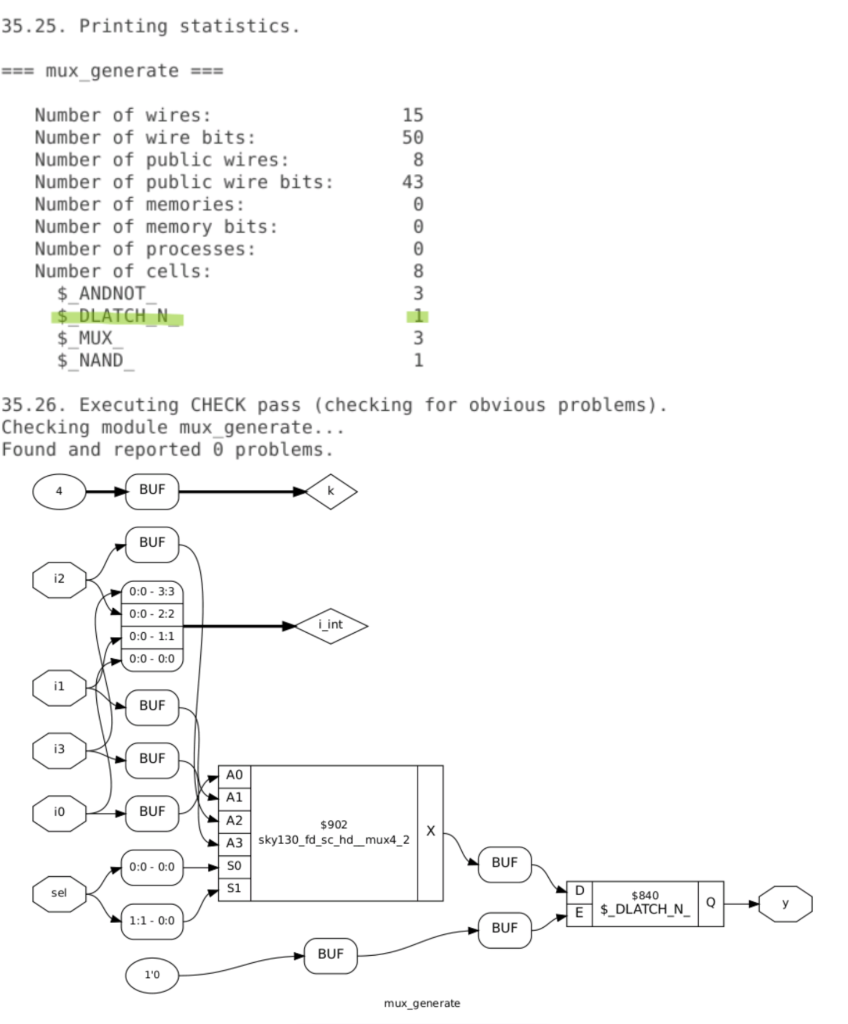 35.25. Printing statistics.
=== mux_generate ===
Number of wires: 15
Number of wire bits: 50
Number of public wires: 8
Number of public wire bits: 43
Number of memories: 0
Number of memory bits: 0
Number of processes: 0
Number of cells: 8
$_ANDNOT_ 3
$_DLATCH_N_ 1
$_MUX_ 3
$_NAND_ 1
35.26. Executing CHECK pass (checking for obvious problems).
Checking module mux_generate...
Found and reported 0 problems.
4 BUF k
BUF
i2
0:0 - 3:3
0:0 - 2:2
0:0 - 1:1
0:0 - 0:0
i_int
i1
BUF
i3
BUF
i0
BUF
A0
A1
A2
A3
S0
S1
$902
sky130_fd_sc_hd__mux4_2
X
sel
0:0 - 0:0
1:1 - 0:0
BUF
BUF
D
E
$840
$_DLATCH_N_
Q
y
1'0
BUF
mux_generate